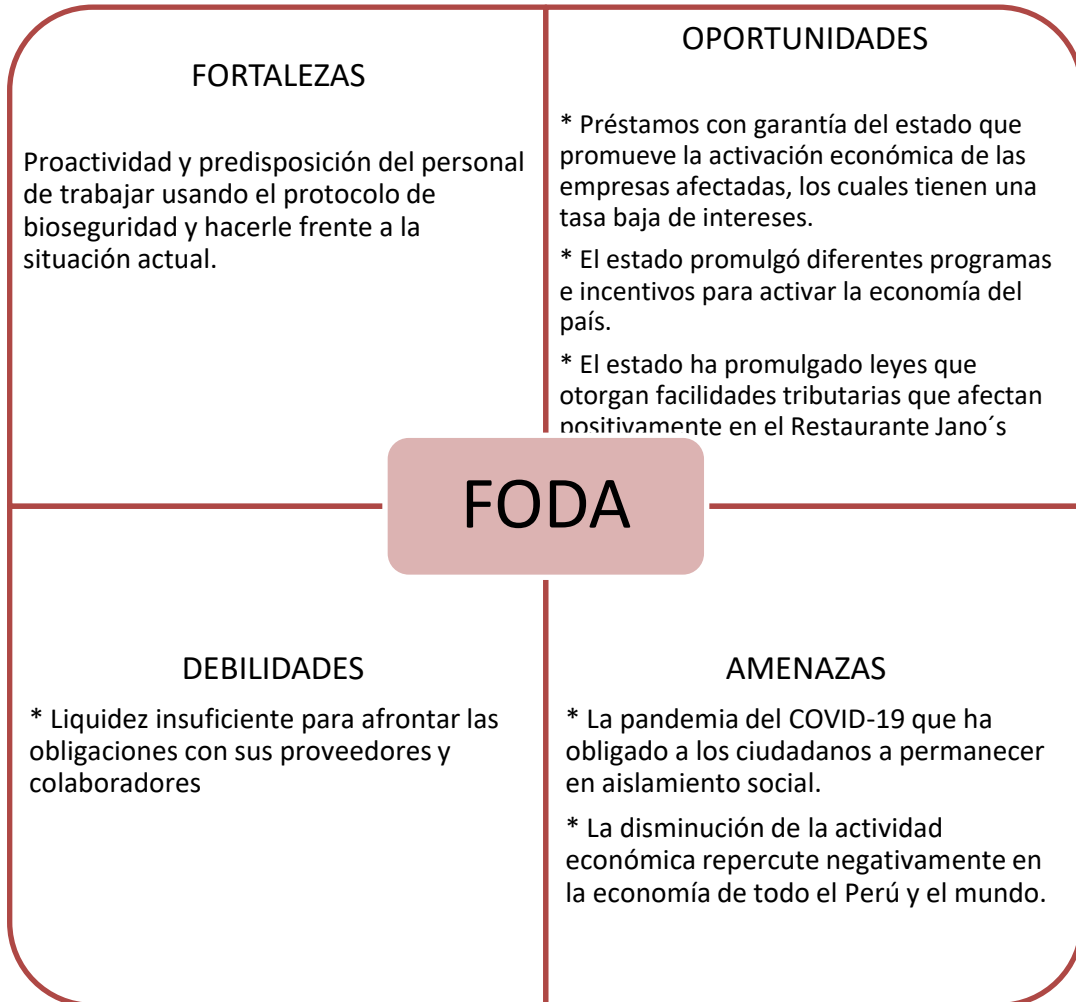 FORTALEZAS
Proactividad y predisposición del personal
de trabajar usando el protocolo de
bioseguridad y hacerle frente a la
situación actual.
OPORTUNIDADES
* Préstamos con garantía del estado que
promueve la activación económica de las
empresas afectadas, los cuales tienen una
tasa baja de intereses.
* El estado promulgó diferentes programas
e incentivos para activar la economía del
país.
* El estado ha promulgado leyes que
otorgan facilidades tributarias que afectan
positivamente en el Restaurante Jano´s
FODA
DEBILIDADES
* Liquidez insuficiente para afrontar las
obligaciones con sus proveedores y
colaboradores
AMENAZAS
* La pandemia del COVID-19 que ha
obligado a los ciudadanos a permanecer
en aislamiento social.
* La disminución de la actividad
económica repercute negativamente en
la economía de todo el Perú y el mundo.